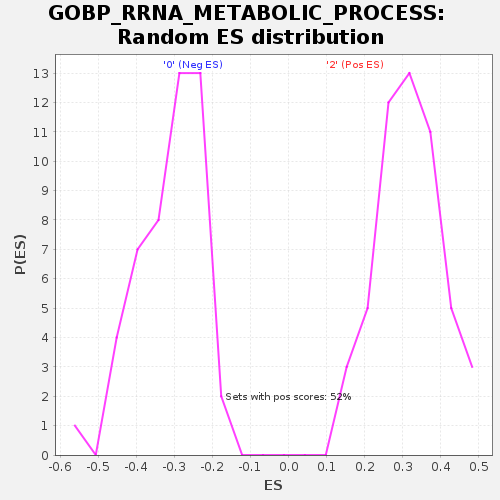 GOBP_RRNA_METABOLIC_PROCESS:
Random ES distribution
'0' (Neg ES) '2' (Pos ES)
13
12
11
10
9
8
7
6
5
4
3
2
1
0
P(ES)
Sets with pos scores: 52%
-0.6 -0.5 -0.4 -0.3 -0.2 -0.1 0.0 0.1 0.2 0.3 0.4 0.5
ES